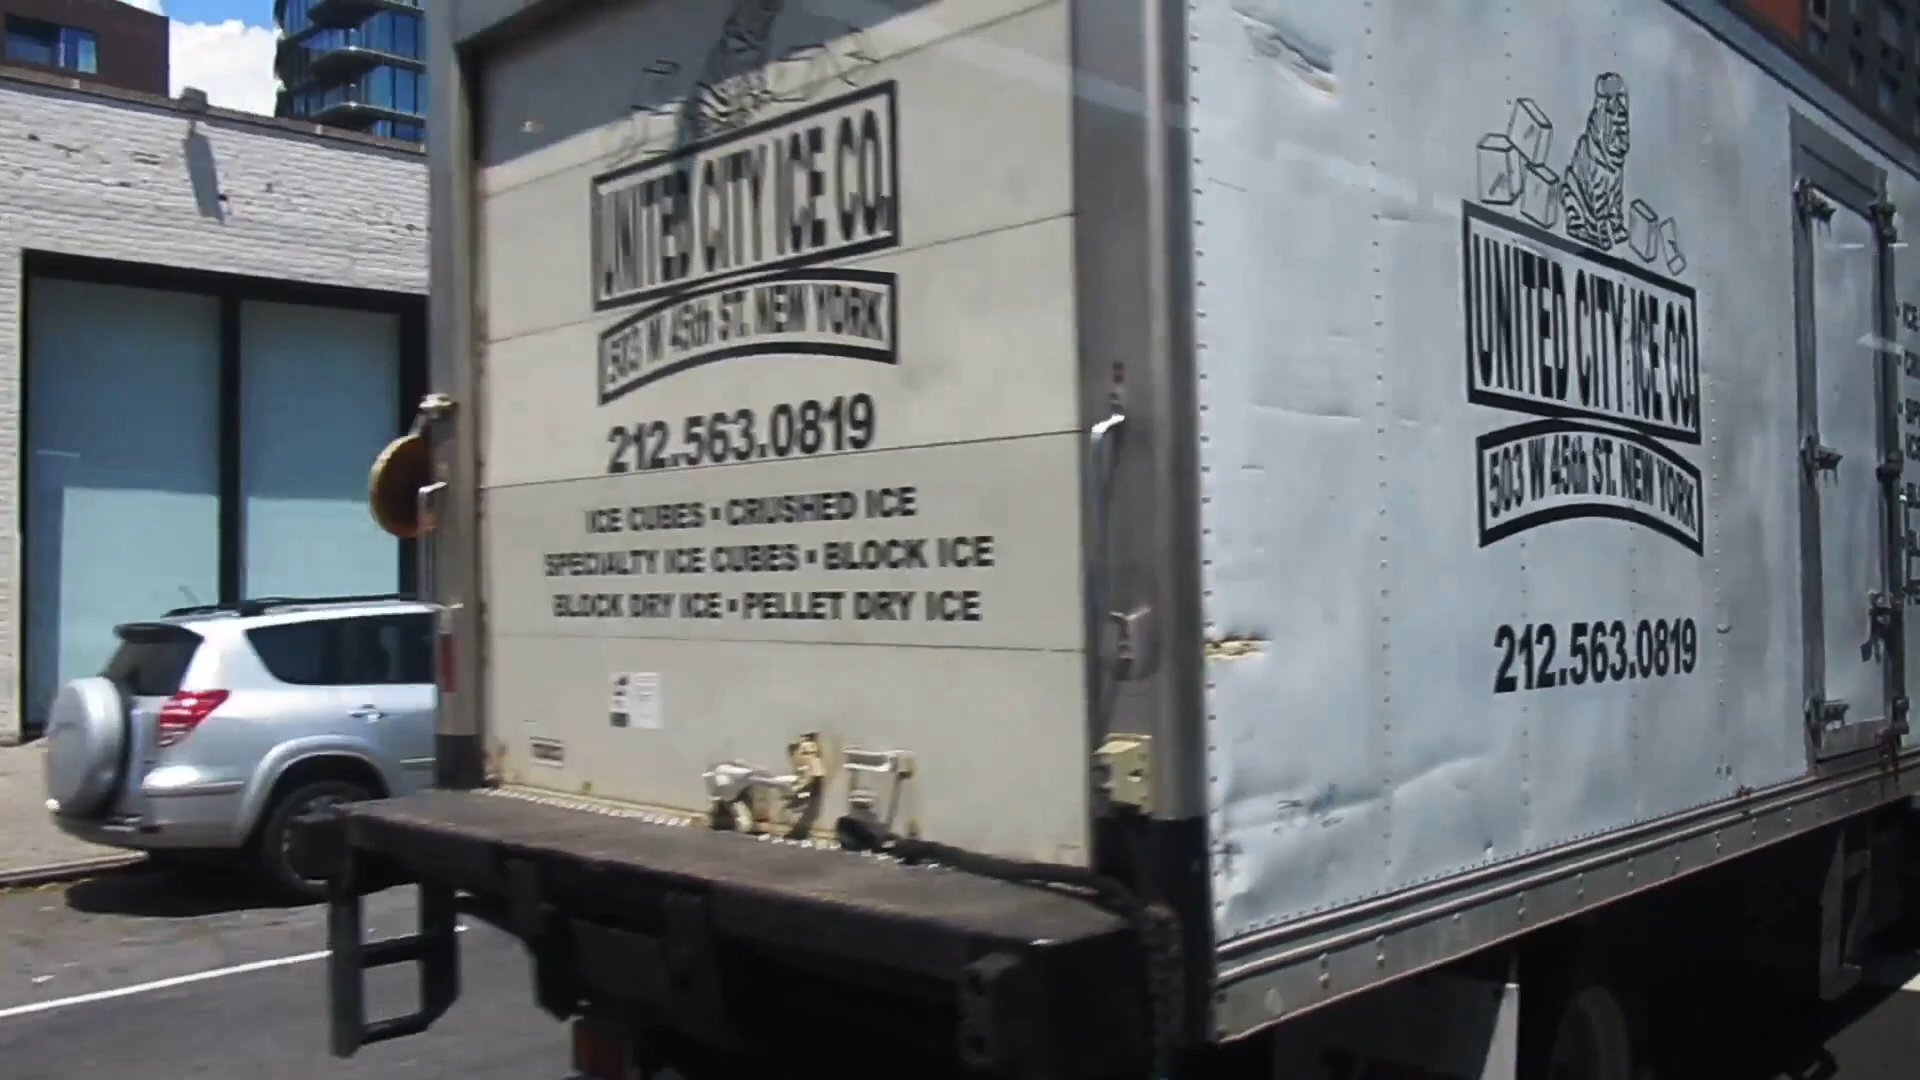 UNITED CITY ICE CO.
503 W 45th ST. NEW YORK
212.563.0819
ICE CUBES • CRUSHED ICE
SPECIALTY ICE CUBES • BLOCK ICE
BLOCK DRY ICE • PELLET DRY ICE
UNITED CITY ICE CO.
503 W 45th ST. NEW YORK
212.563.0819